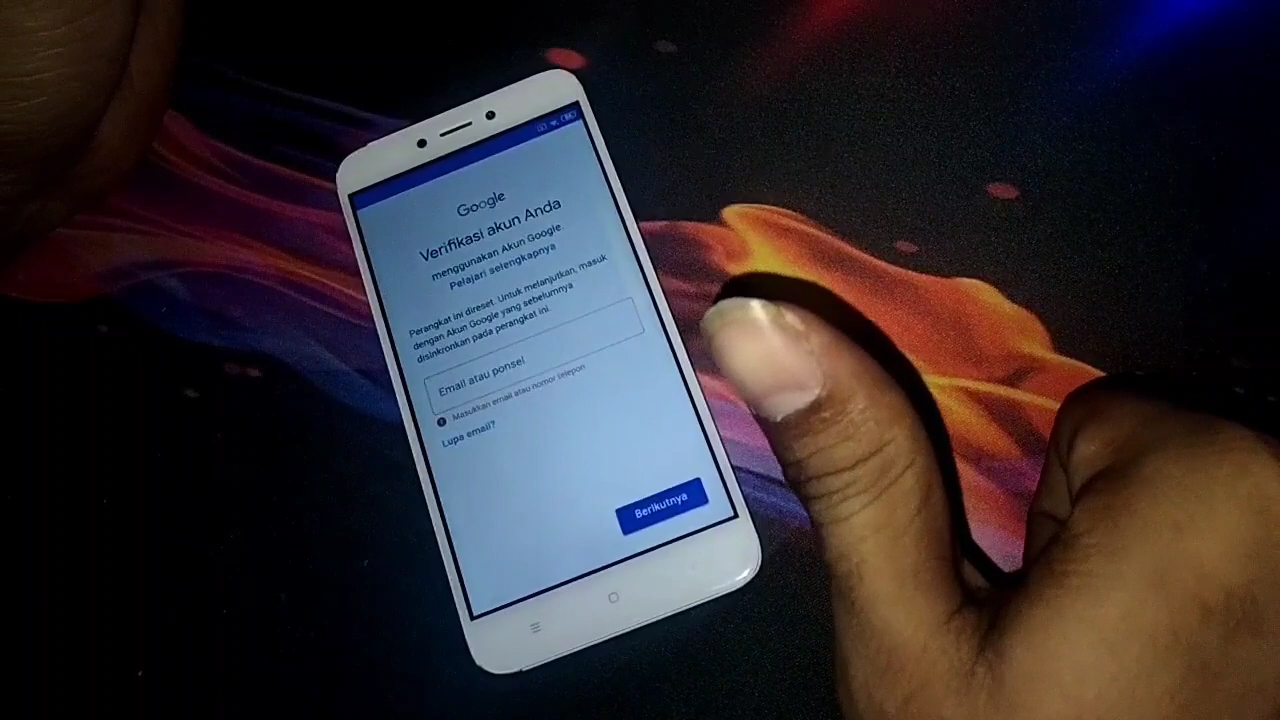 Google
Verifikasi akun Anda
menggunakan Akun Google.
Pelajari selengkapnya
Perangkat ini direset. Untuk melanjutkan, masuk
dengan Akun Google yang sebelumnya
disinkronkan pada perangkat ini.
Email atau ponsel
Masukkan email atau nomor telepon
Lupa email?
Berikutnya